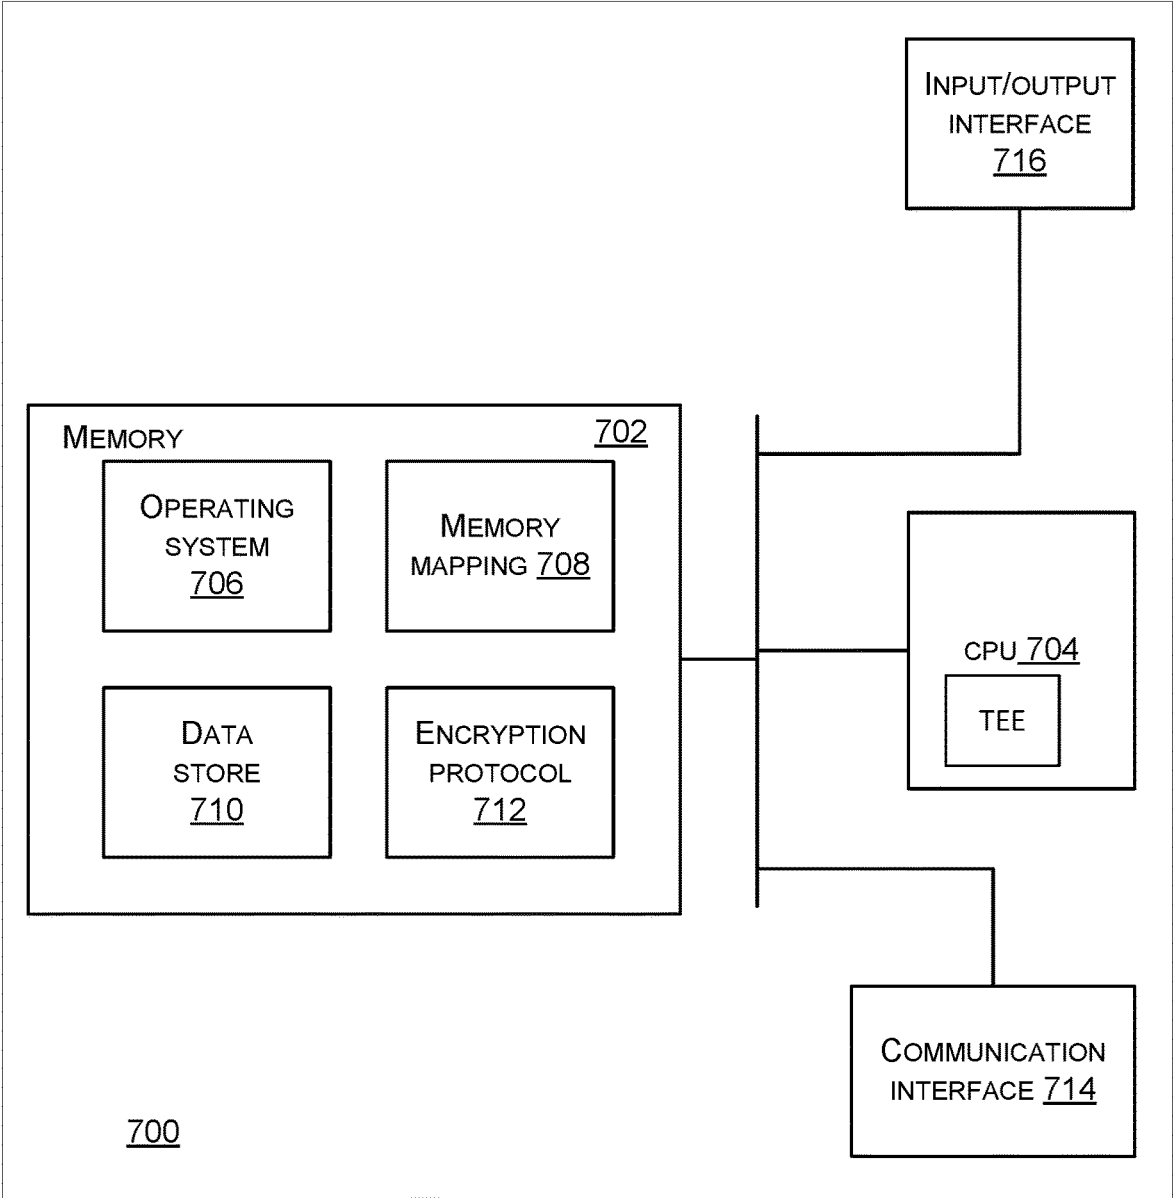 INPUT/OUTPUT
INTERFACE
716
MEMORY
702
OPERATING
SYSTEM
706
MEMORY
MAPPING 708
DATA
STORE
710
ENCRYPTION
PROTOCOL
712
CPU 704
TEE
COMMUNICATION
INTERFACE 714
700